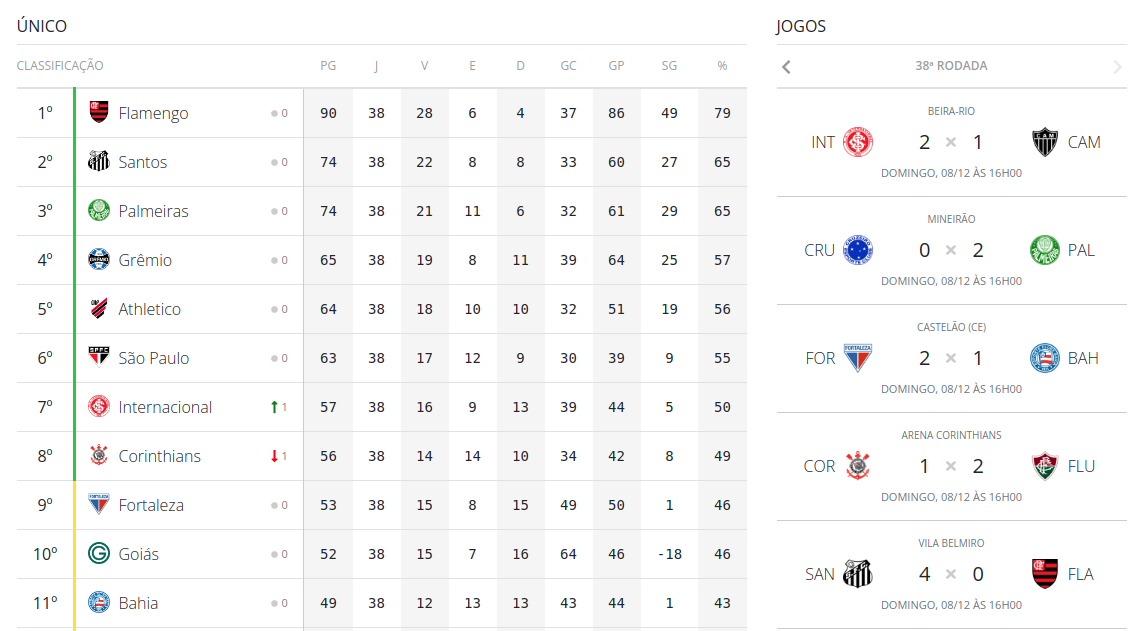 ÚNICO
CLASSIFICAÇÃO PG J V E D GC GP SG %
1º Flamengo 0 90 38 28 6 4 37 86 49 79
2º Santos 0 74 38 22 8 8 33 60 27 65
3º Palmeiras 0 74 38 21 11 6 32 61 29 65
4º Grêmio 0 65 38 19 8 11 39 64 25 57
5º Athletico 0 64 38 18 10 10 32 51 19 56
6º São Paulo 0 63 38 17 12 9 30 39 9 55
7º Internacional 1 57 38 16 9 13 39 44 5 50
8º Corinthians 1 56 38 14 14 10 34 42 8 49
9º Fortaleza 0 53 38 15 8 15 49 50 1 46
10º Goiás 0 52 38 15 7 16 64 46 -18 46
11º Bahia 0 49 38 12 13 13 43 44 1 43
JOGOS
38ª RODADA
BEIRA-RIO
INT 2 × 1 CAM
DOMINGO, 08/12 ÀS 16H00
MINEIRÃO
CRU 0 × 2 PAL
DOMINGO, 08/12 ÀS 16H00
CASTELÃO (CE)
FOR 2 × 1 BAH
DOMINGO, 08/12 ÀS 16H00
ARENA CORINTHIANS
COR 1 × 2 FLU
DOMINGO, 08/12 ÀS 16H00
VILA BELMIRO
SAN 4 × 0 FLA
DOMINGO, 08/12 ÀS 16H00